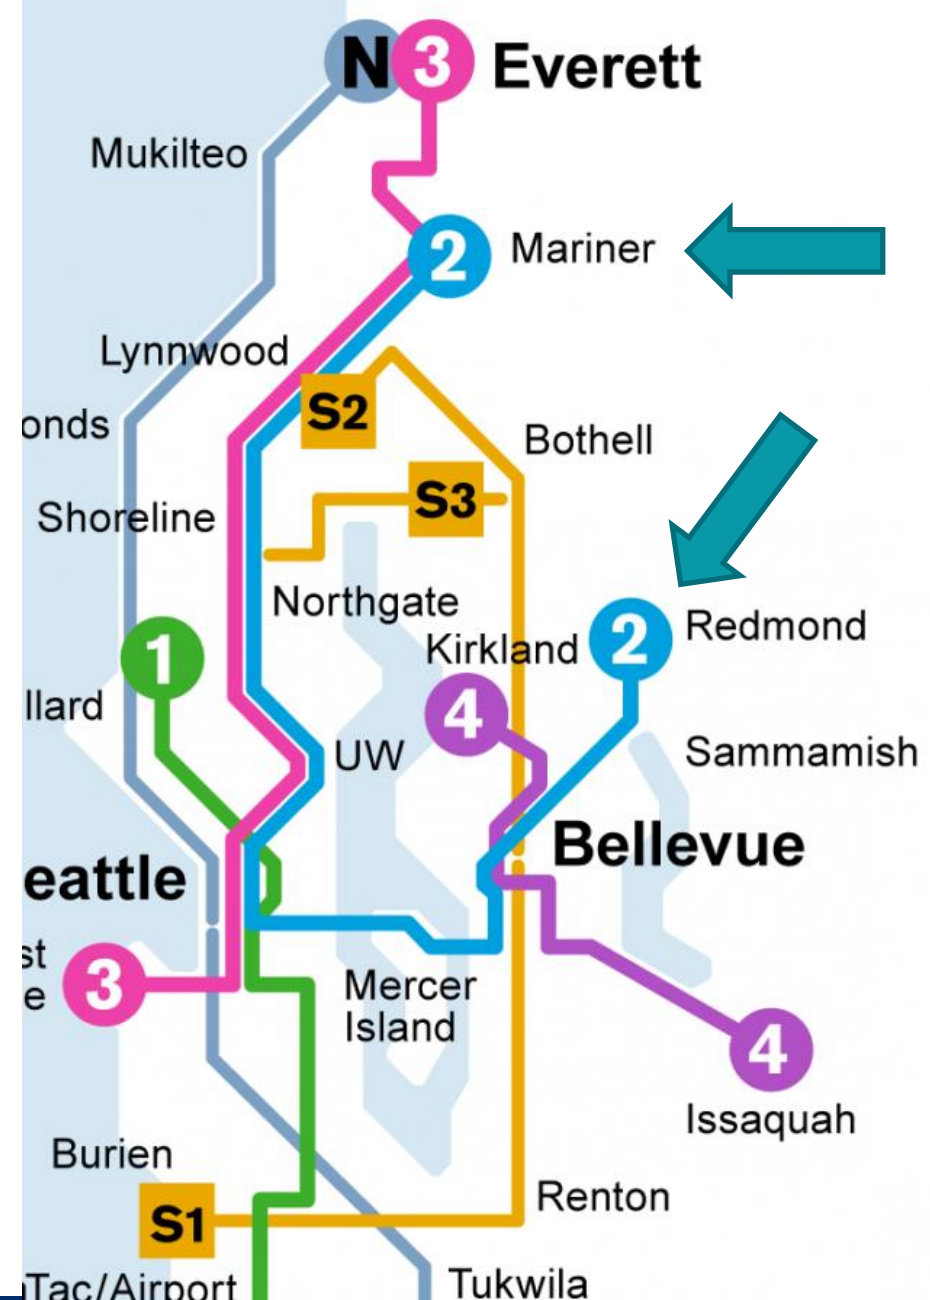 N 3 Everett
Mukilteo
2 Mariner
Lynnwood
S2
onds
Bothell
S3
Shoreline
Northgate
1
Kirkland 2 Redmond
4
llard
UW
Sammamish
Bellevue
eattle
st
e 3
Mercer
Island
4
Issaquah
Burien
Renton
S1
Tac/Airport
Tukwila